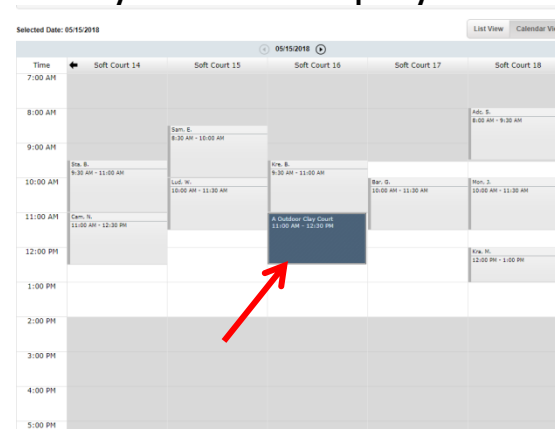 Selected Date: 05/15/2018
List View Calendar
05/15/2018
Time Soft Court 14 Soft Court 15 Soft Court 16 Soft Court 17 Soft Court 18
7:00 AM
8:00 AM
Adc. S.
8:00 AM - 9:30 AM
Sam. E.
8:30 AM - 10:00 AM
9:00 AM
Sta. B.
9:30 AM - 11:00 AM
Kre. B.
9:30 AM - 11:00 AM
10:00 AM
Lud. W.
10:00 AM - 11:30 AM
Bar. G.
10:00 AM - 11:30 AM
Mon. J.
10:00 AM - 11:30 AM
11:00 AM
Cam. N.
11:00 AM - 12:30 PM
A Outdoor Clay Court
11:00 AM - 12:30 PM
12:00 PM
Kra. M.
12:00 PM - 1:00 PM
1:00 PM
2:00 PM
3:00 PM
4:00 PM
5:00 PM